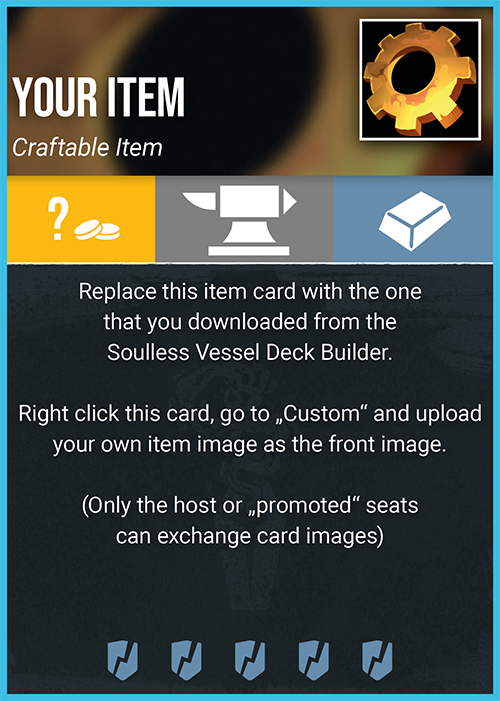 YOUR ITEM
Craftable Item
?
Replace this item card with the one
that you downloaded from the
Soulless Vessel Deck Builder.
Right click this card, go to „Custom“ and upload
your own item image as the front image.
(Only the host or „promoted“ seats
can exchange card images)